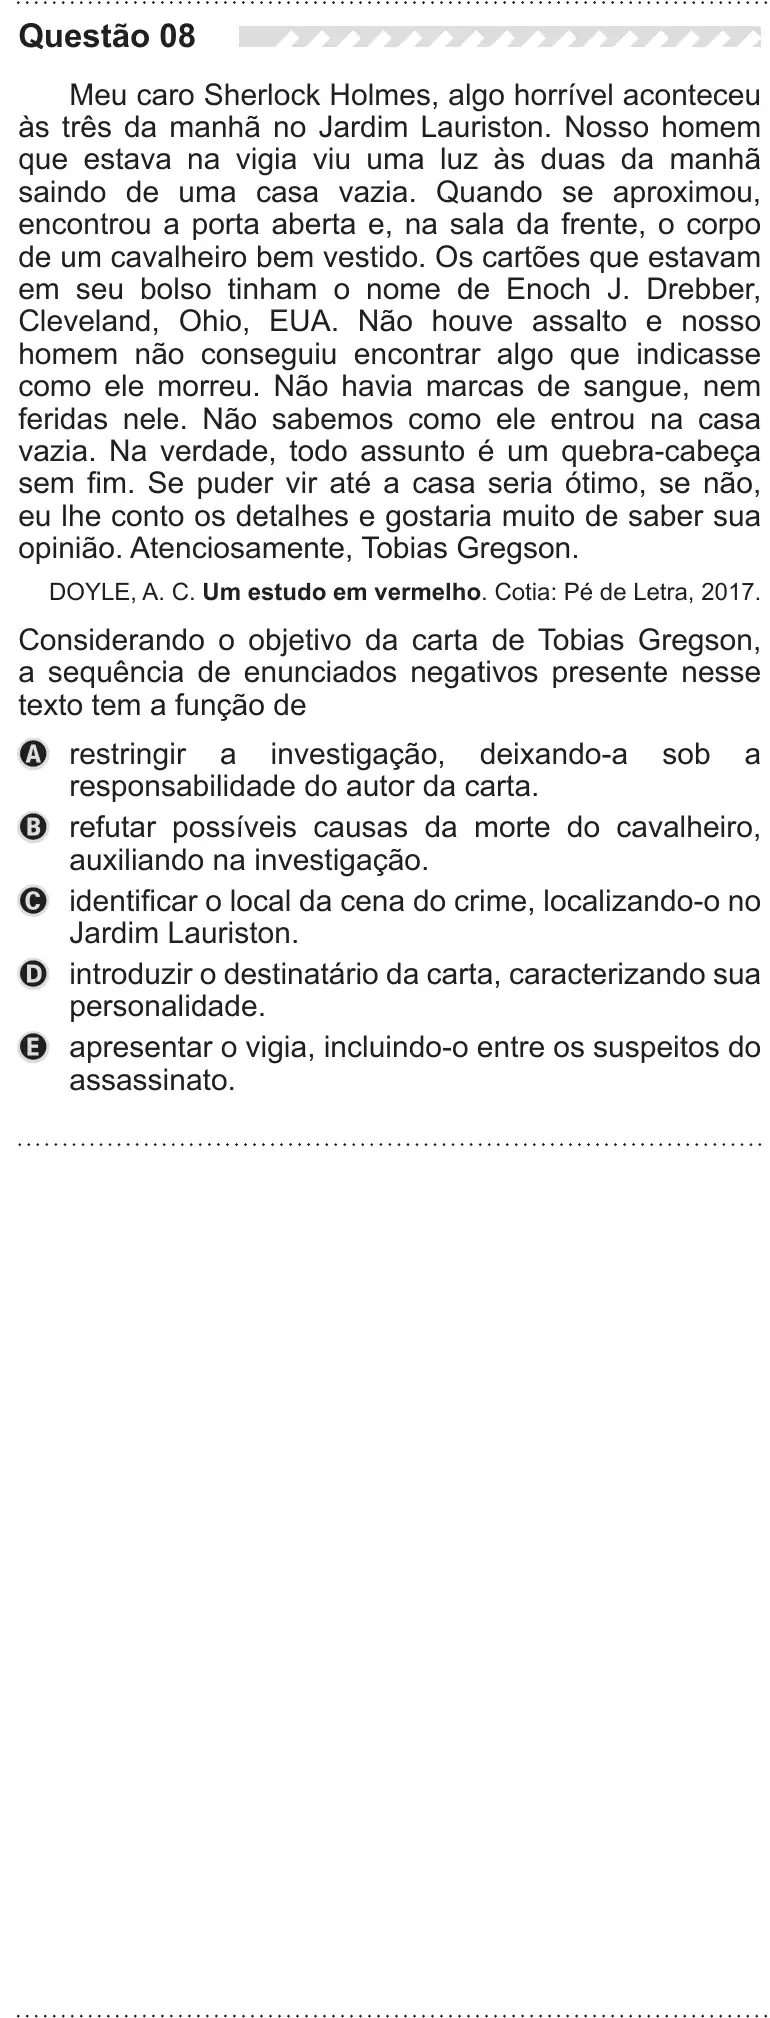 Questão 08
Meu caro Sherlock Holmes, algo horrível aconteceu
às três da manhã no Jardim Lauriston. Nosso homem
que estava na vigia viu uma luz às duas da manhã
saindo de uma casa vazia. Quando se aproximou,
encontrou a porta aberta e, na sala da frente, o corpo
de um cavalheiro bem vestido. Os cartões que estavam
em seu bolso tinham o nome de Enoch J. Drebber,
Cleveland, Ohio, EUA. Não houve assalto e nosso
homem não conseguiu encontrar algo que indicasse
como ele morreu. Não havia marcas de sangue, nem
feridas nele. Não sabemos como ele entrou na casa
vazia. Na verdade, todo assunto é um quebra-cabeça
sem fim. Se puder vir até a casa seria ótimo, se não,
eu lhe conto os detalhes e gostaria muito de saber sua
opinião. Atenciosamente, Tobias Gregson.
DOYLE, A. C. Um estudo em vermelho. Cotia: Pé de Letra, 2017.
Considerando o objetivo da carta de Tobias Gregson,
a sequência de enunciados negativos presente nesse
texto tem a função de
A restringir a investigação, deixando-a sob a
responsabilidade do autor da carta.
B refutar possíveis causas da morte do cavalheiro,
auxiliando na investigação.
C identificar o local da cena do crime, localizando-o no
Jardim Lauriston.
D introduzir o destinatário da carta, caracterizando sua
personalidade.
E apresentar o vigia, incluindo-o entre os suspeitos do
assassinato.